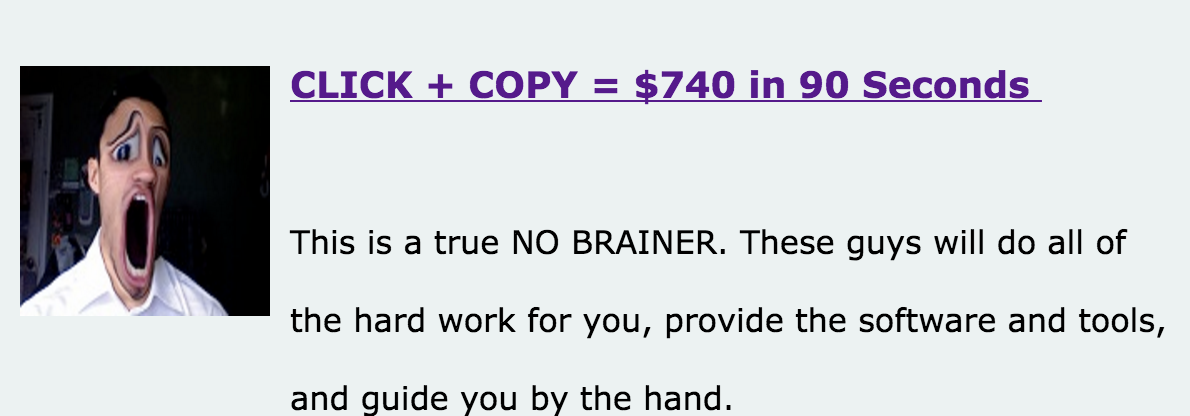 CLICK + COPY = $740 in 90 Seconds
This is a true NO BRAINER. These guys will do all of
the hard work for you, provide the software and tools,
and guide you by the hand.